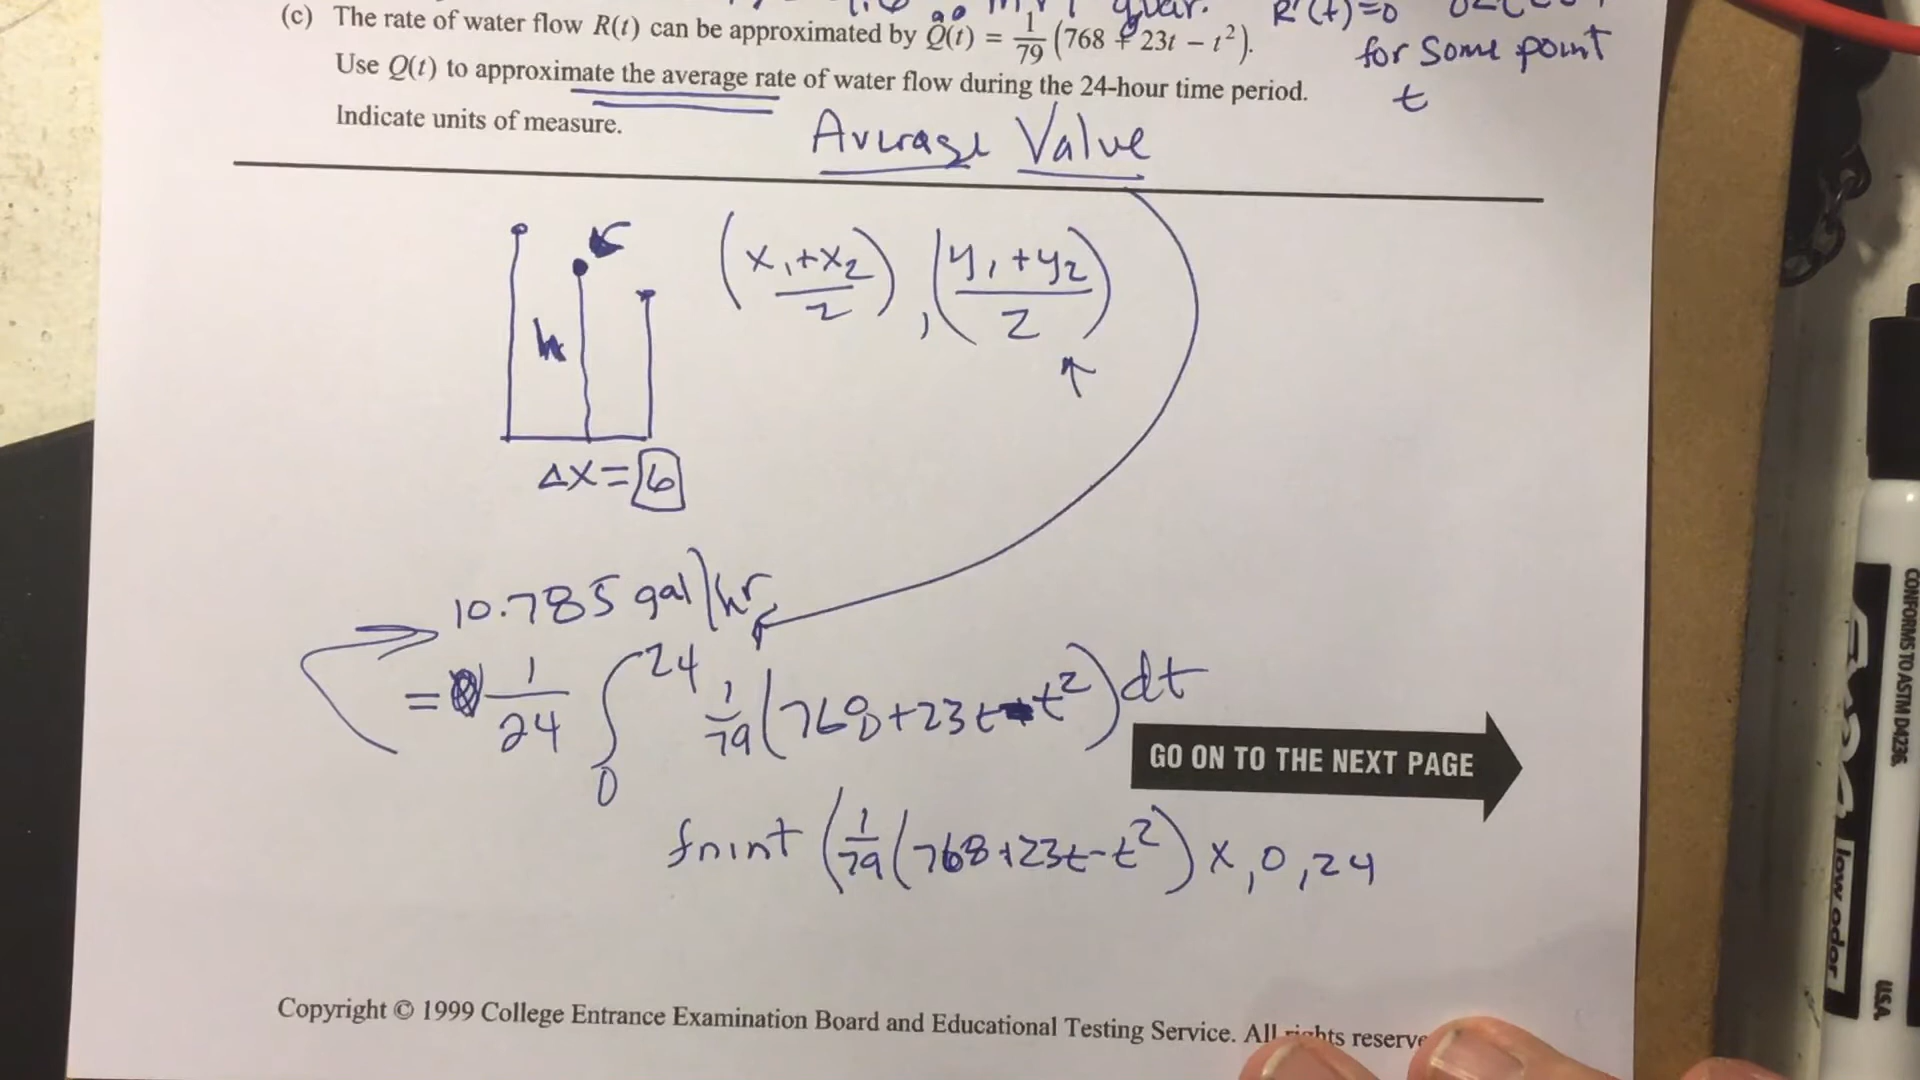 R'(t)=0
(c) The rate of water flow R(t) can be approximated by Q(t) = 1/79 (768 + 23t − t²).
for some point
t
Use Q(t) to approximate the average rate of water flow during the 24-hour time period.
Indicate units of measure.
Average Value
(x₁+x₂/2), (y₁+y₂/2)
h
Δx=6
10.785 gal/hr
= 1/24 ∫₀²⁴ 1/79 (768+23t-t²)dt
GO ON TO THE NEXT PAGE
fnint (1/79(768+23t-t²) x, 0, 24
Copyright © 1999 College Entrance Examination Board and Educational Testing Service. All rights
CONFORMS TO ASTM D4236
EXPO
low odor
U.S.A.